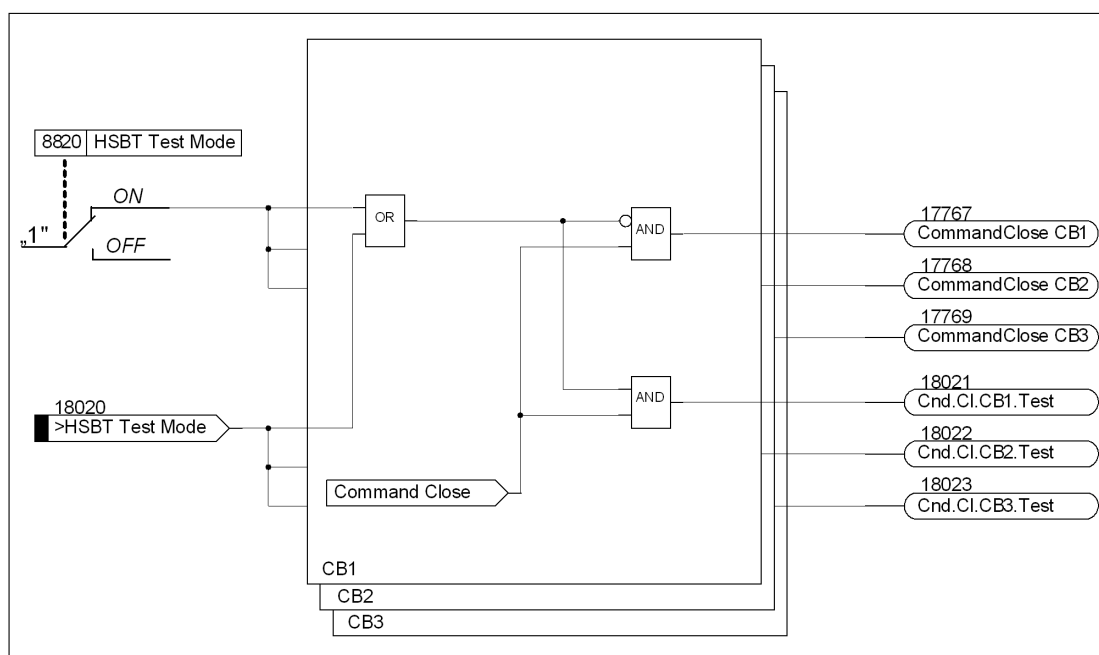 8820 HSBT Test Mode
ON
„1"
OFF
OR
AND
17767
CommandClose CB1
17768
CommandClose CB2
17769
CommandClose CB3
18020
>HSBT Test Mode
AND
18021
Cnd.Cl.CB1.Test
18022
Cnd.Cl.CB2.Test
18023
Cnd.Cl.CB3.Test
Command Close
CB1
CB2
CB3